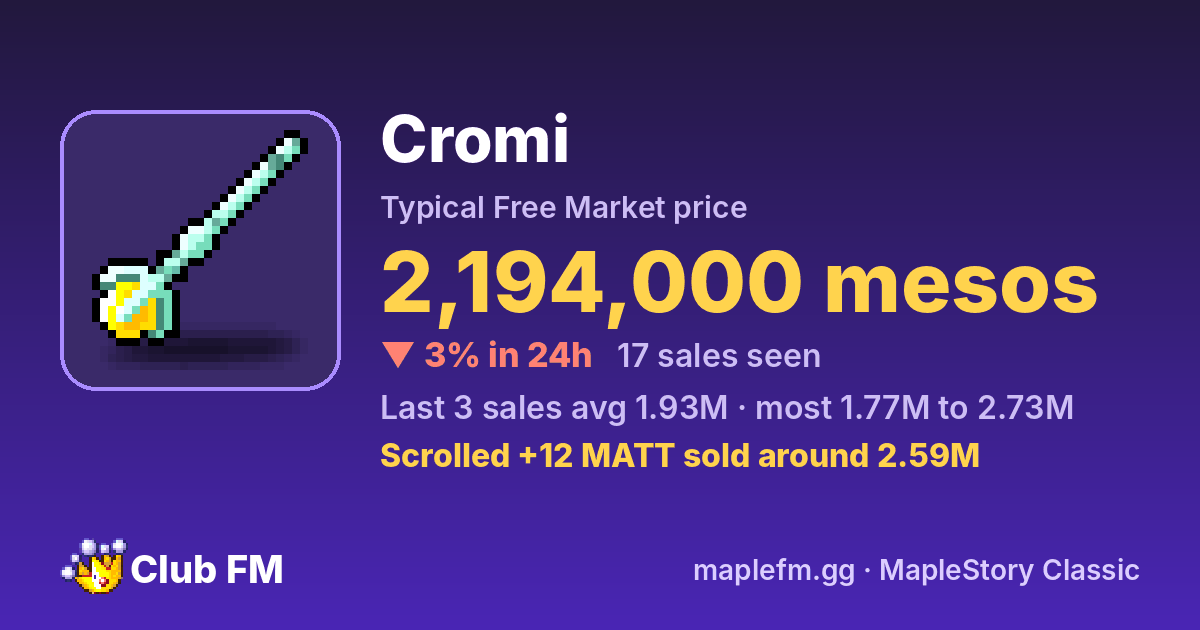 Cromi
Typical Free Market price
2,194,000 mesos
▼ 3% in 24h 17 sales seen
Last 3 sales avg 1.93M · most 1.77M to 2.73M
Scrolled +12 MATT sold around 2.59M
Club FM
maplefm.gg · MapleStory Classic